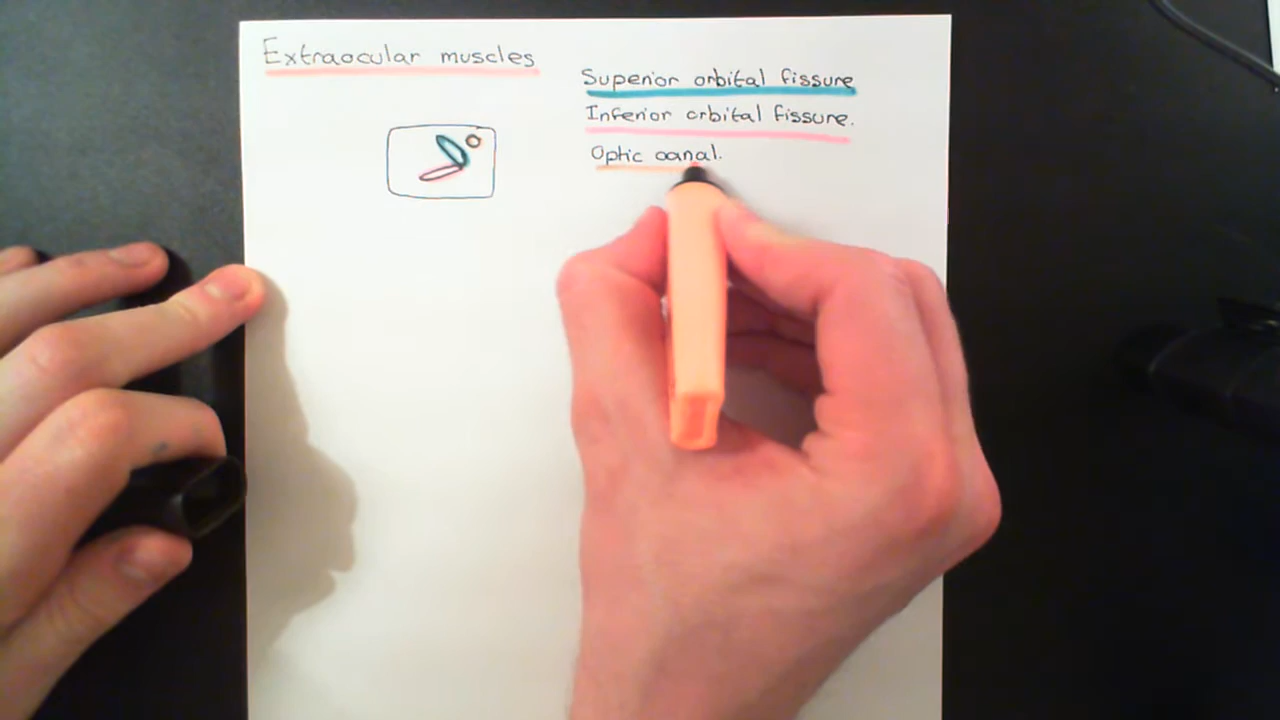 Extraocular muscles
Superior orbital fissure
Inferior orbital fissure.
Optic canal.